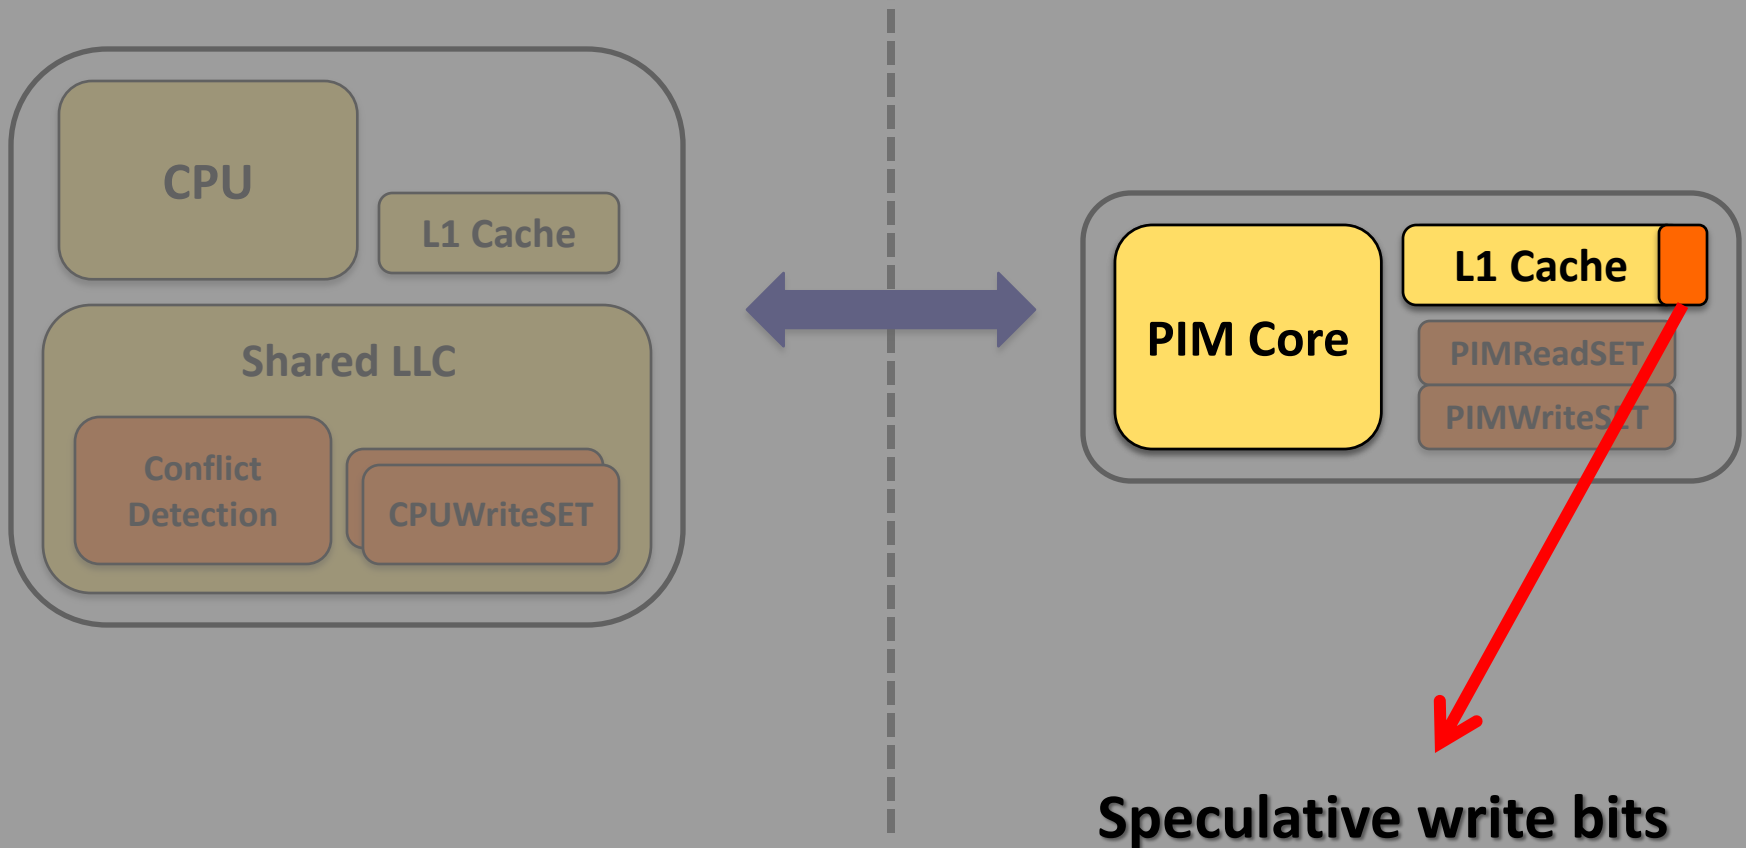 CPU
L1 Cache
Shared LLC
Conflict
Detection
CPUWriteSET
PIM Core
L1 Cache
PIMReadSET
PIMWriteSET
Speculative write bits